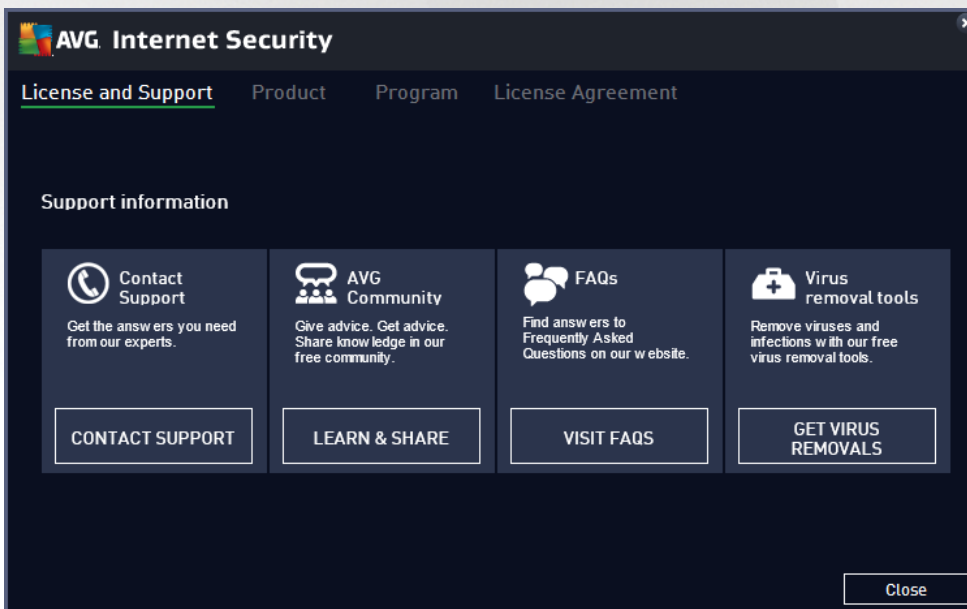 AVG. Internet Security
License and Support Product Program License Agreement
Support information
Contact
Support
Get the answers you need
from our experts.
CONTACT SUPPORT
AVG
Community
Give advice. Get advice.
Share knowledge in our
free community.
LEARN & SHARE
FAQs
Find answers to
Frequently Asked
Questions on our website.
VISIT FAQS
Virus
removal tools
Remove viruses and
infections with our free
virus removal tools.
GET VIRUS
REMOVALS
Close